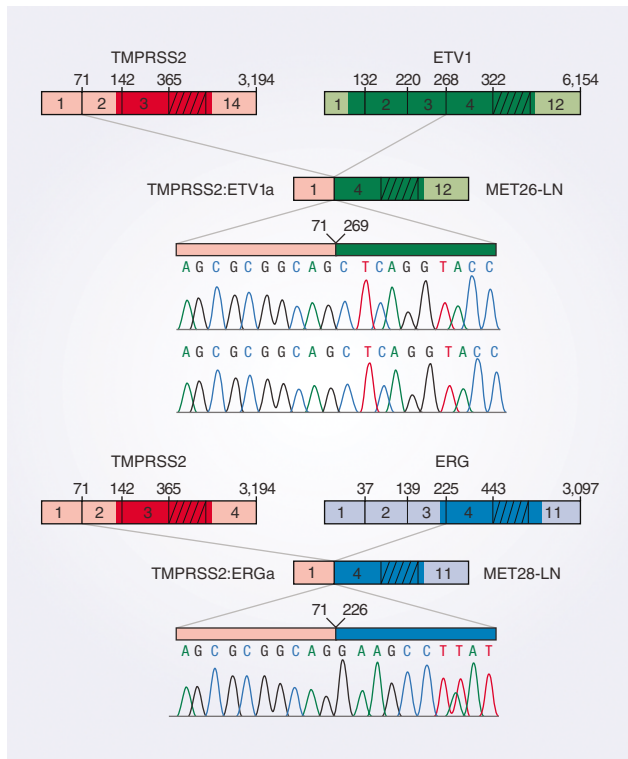 TMPRSS2 ETV1
71 142 365 3,194 132 220 268 322 6,154
1 2 3 14 1 2 3 4 12
TMPRSS2:ETV1a 1 4 12 MET26-LN
71 269
A G C G C G G C A G C T C A G G T A C C
A G C G C G G C A G C T C A G G T A C C
TMPRSS2 ERG
71 142 365 3,194 37 139 225 443 3,097
1 2 3 4 1 2 3 4 11
TMPRSS2:ERGa 1 4 11 MET28-LN
71 226
A G C G C G G C A G G A A G C C T T A T